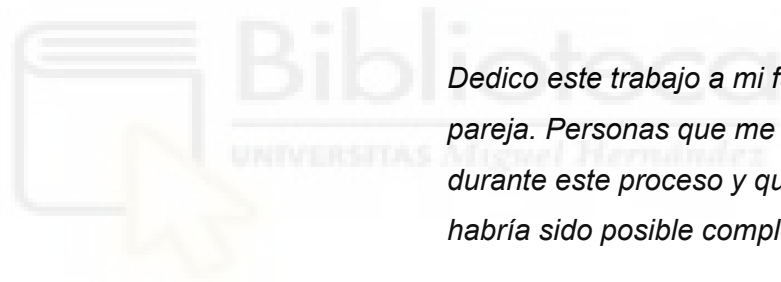 Biblioteca
Dedico este trabajo a mi f
pareja. Personas que me
UNIVERSITAS Miguel Hernández
durante este proceso y qu
habría sido posible compl